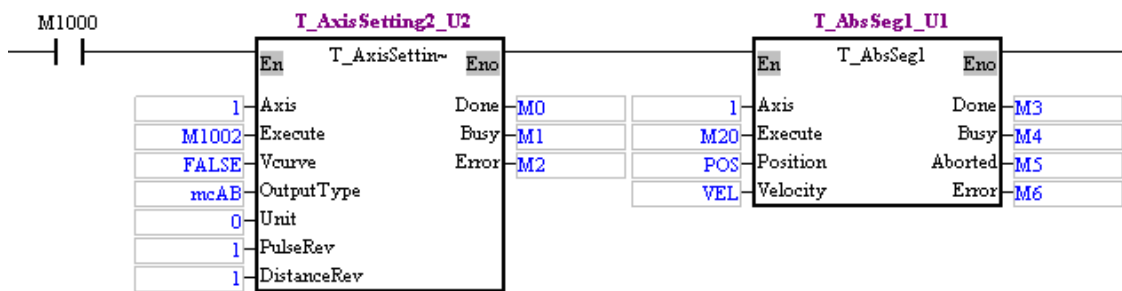 M1000 T_AxisSetting2_U2 T_AbsSeg1_U1
En T_AxisSettin~ Eno En T_AbsSeg1 Eno
1 Axis Done M0 1 Axis Done M3
M1002 Execute Busy M1 M20 Execute Busy M4
FALSE Vcurve Error M2 POS Position Aborted M5
mcAB OutputType VEL Velocity Error M6
0 Unit
1 PulseRev
1 DistanceRev